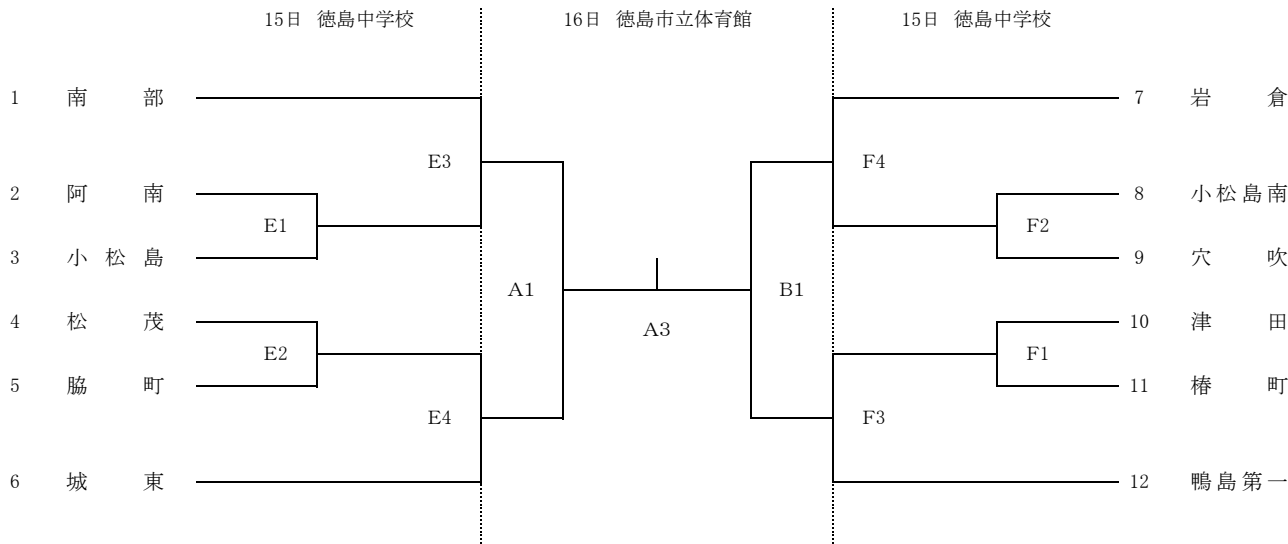 15日 徳島中学校 16日 徳島市立体育館 15日 徳島中学校
1 南部 7 岩倉
E3 F4
2 阿南 8 小松島南
E1 F2
3 小松島 9 穴吹
A1 B1
4 松茂 10 津田
A3
E2 F1
5 脇町 11 椿町
E4 F3
6 城東 12 鴨島第一